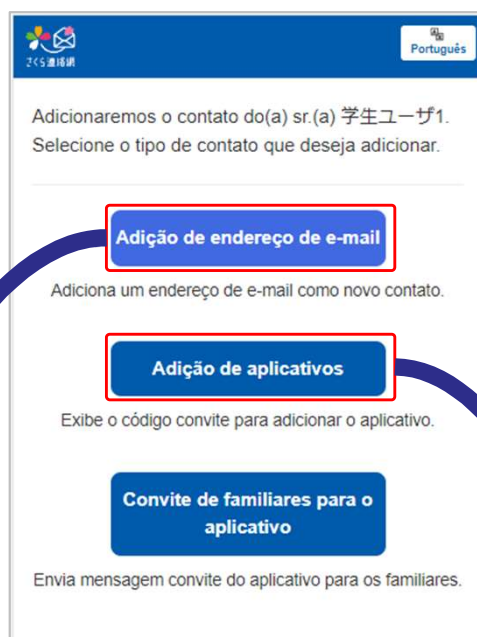 さくら連絡網
Português
Adicionaremos o contato do(a) sr.(a) 学生ユーザ1.
Selecione o tipo de contato que deseja adicionar.
Adição de endereço de e-mail
Adiciona um endereço de e-mail como novo contato.
Adição de aplicativos
Exibe o código convite para adicionar o aplicativo.
Convite de familiares para o
aplicativo
Envia mensagem convite do aplicativo para os familiares.